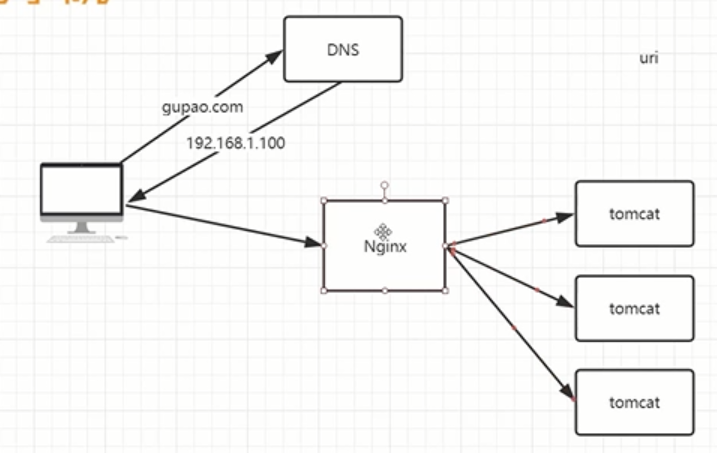 DNS
uri
gupao.com
192.168.1.100
tomcat
Nginx
tomcat
tomcat